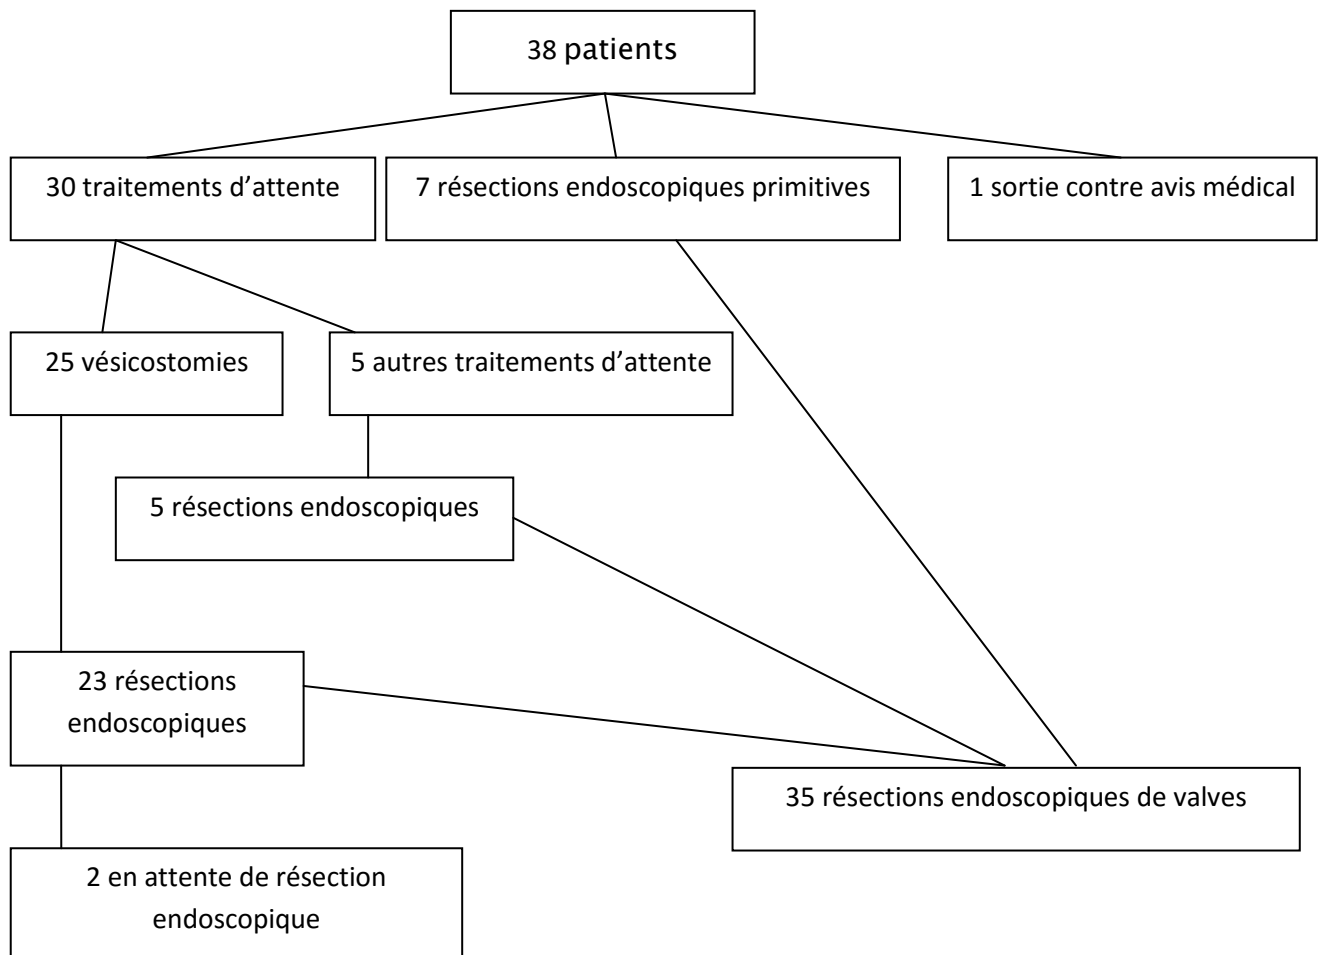 38 patients
30 traitements d’attente
7 résections endoscopiques primitives
1 sortie contre avis médical
25 vésicostomies
5 autres traitements d’attente
5 résections endoscopiques
23 résections
endoscopiques
35 résections endoscopiques de valves
2 en attente de résection
endoscopique